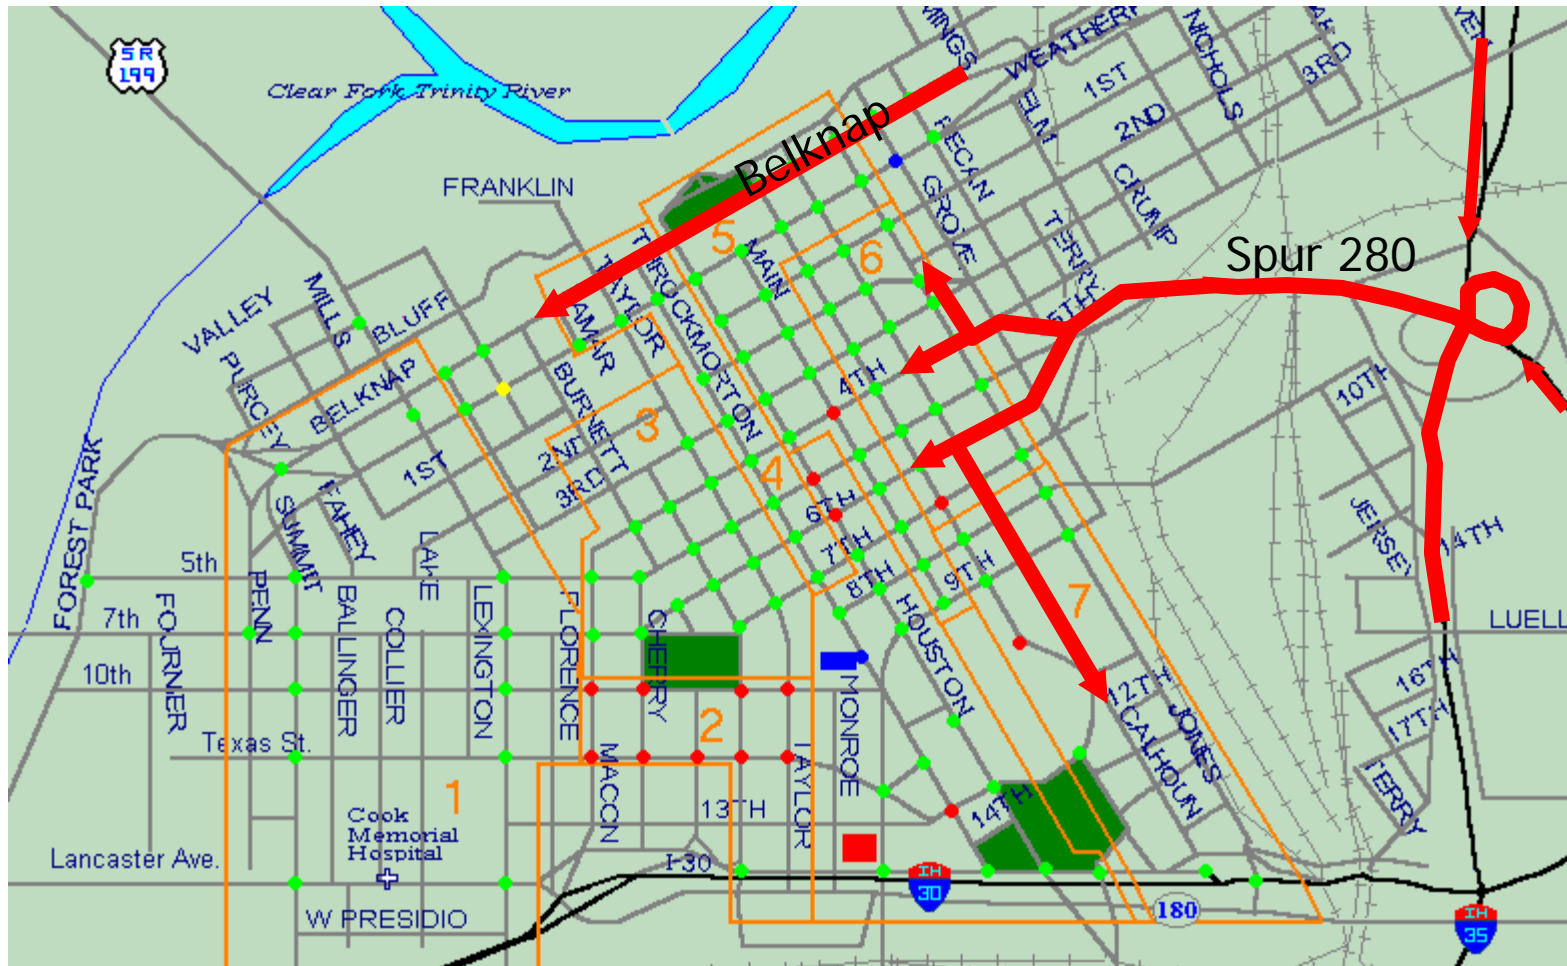 SR
199
Clear Fork Trinity River
MINGS
WEATHERF
NICHOLS
1ST
3RD
2ND
ELM
PECAN
CRUMP
GROVE
TERRY
Belknap
FRANKLIN
Spur 280
5
6
MAIN
THROCKMORTON
TAYLOR
LAMAR
5TH
VALLEY
MILLS
BLUFF
PURCEY
BELKNAP
BURNETT
4TH
10TH
3
2ND
3RD
1ST
4
6TH
7TH
8TH
9TH
FOREST PARK
SUMMIT
FAHEY
LAKE
JERSEY
14TH
5th
7th
10th
PENN
FOURNIER
BALLINGER
COLLIER
LEXINGTON
FLORENCE
CHERRY
HOUSTON
MONROE
7
LUELL
12TH
CALHOUN
JONES
16TH
17TH
TERRY
2
Texas St.
MACON
TAYLOR
13TH
14TH
1
Cook
Memorial
Hospital
Lancaster Ave.
I-30
IH
30
180
IH
35
W PRESIDIO